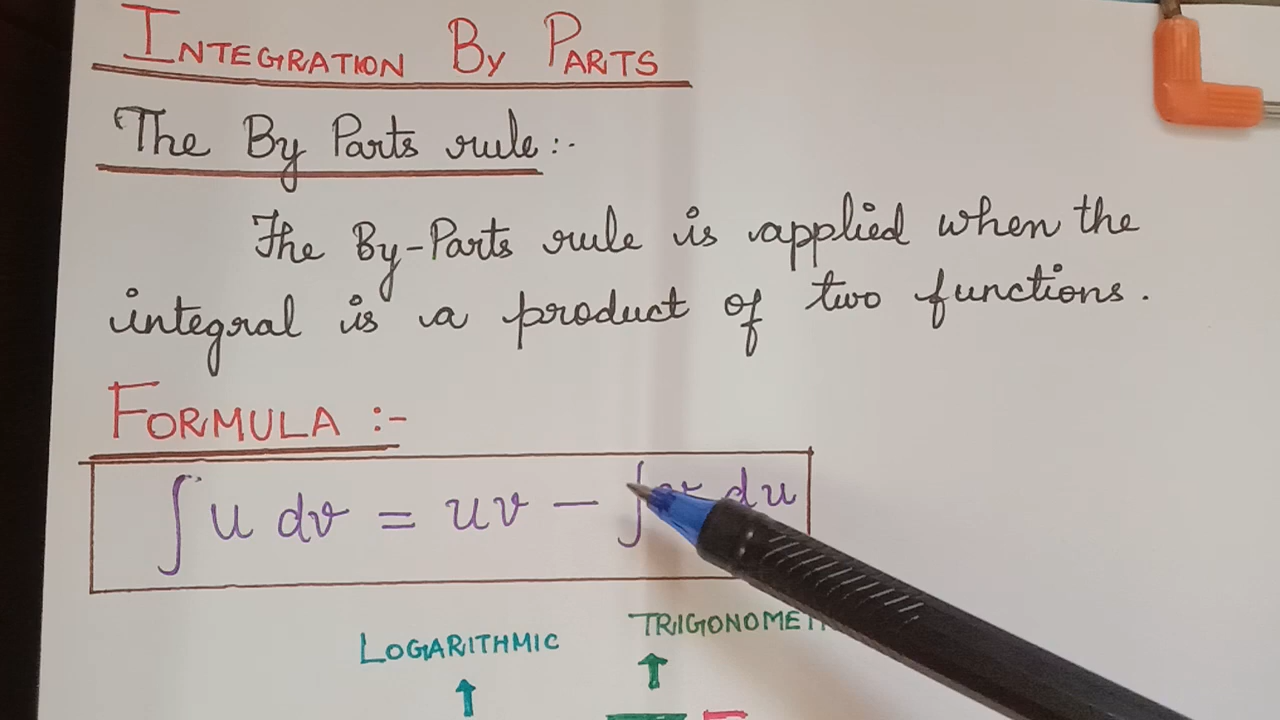 INTEGRATION BY PARTS
The By Parts rule :-
The By-Parts rule is applied when the
integral is a product of two functions.
FORMULA :-
∫ u dv = uv − ∫ v du
TRIGONOMET
LOGARITHMIC